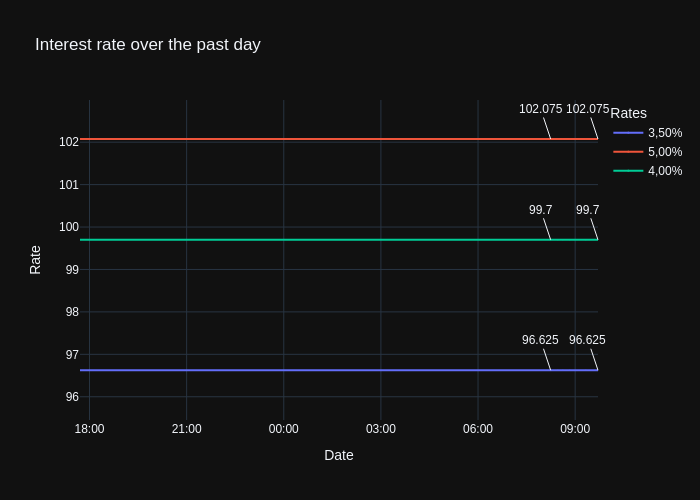 Interest rate over the past day
102.075 102.075
Rates
3,50%
5,00%
4,00%
102
101
100
99
98
97
96
99.7 99.7
96.625 96.625
Rate
18:00 21:00 00:00 03:00 06:00 09:00
Date